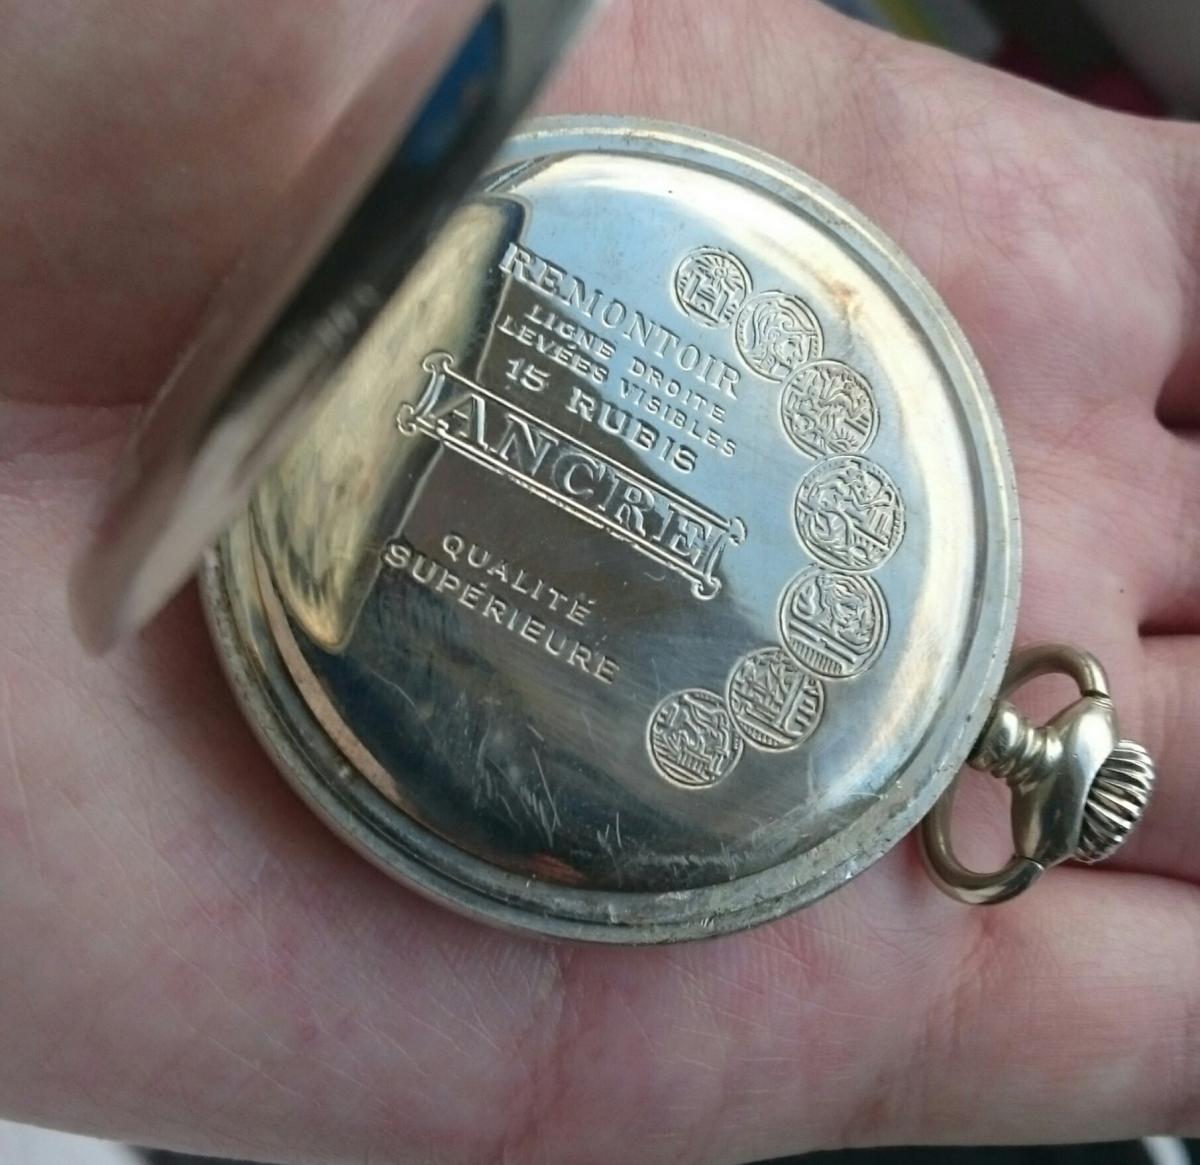 REMONTOIR
LIGNE DROITE
LEVÉES VISIBLES
15 RUBIS
ANCRE
QUALITÉ
SUPÉRIEURE